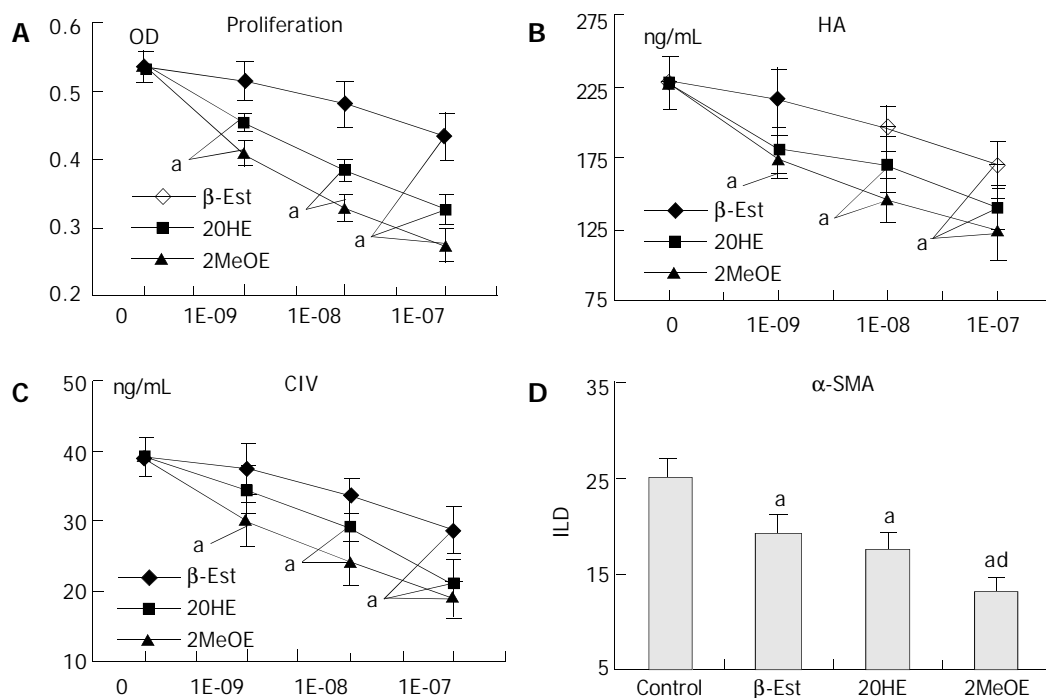 A
Proliferation
OD
0.6
0.5
0.4
0.3
0.2
a
a
a
β-Est
20HE
2MeOE
0 1E-09 1E-08 1E-07
B
HA
ng/mL
275
225
175
125
75
a
a
a
β-Est
20HE
2MeOE
0 1E-09 1E-08 1E-07
C
CIV
ng/mL
50
40
30
20
10
a
a
a
β-Est
20HE
2MeOE
0 1E-09 1E-08 1E-07
D
α-SMA
ILD
35
25
15
5
a
a
ad
Control β-Est 20HE 2MeOE